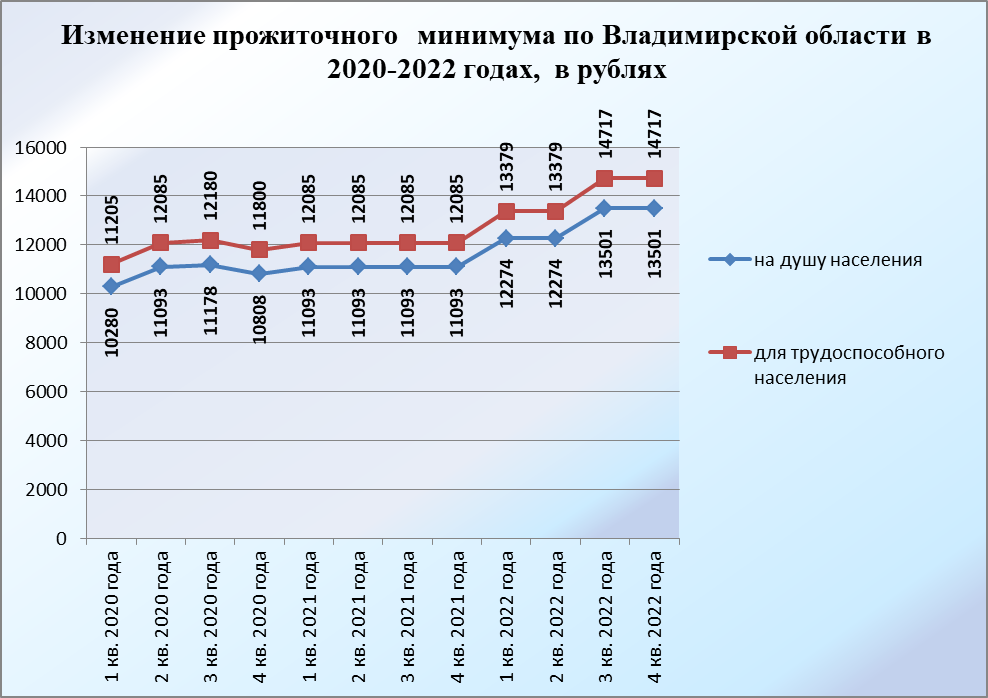 Изменение прожиточного минимума по Владимирской области в
2020-2022 годах, в рублях
16000
14000
12000
10000
8000
6000
4000
2000
0
11205
12085
12180
11800
12085
12085
12085
12085
13379
13379
14717
14717
10280
11093
11178
10808
11093
11093
11093
11093
12274
12274
13501
13501
1 кв. 2020 года
2 кв. 2020 года
3 кв. 2020 года
4 кв. 2020 года
1 кв. 2021 года
2 кв. 2021 года
3 кв. 2021 года
4 кв. 2021 года
1 кв. 2022 года
2 кв. 2022 года
3 кв. 2022 года
4 кв. 2022 года
на душу населения
для трудоспособного
населения